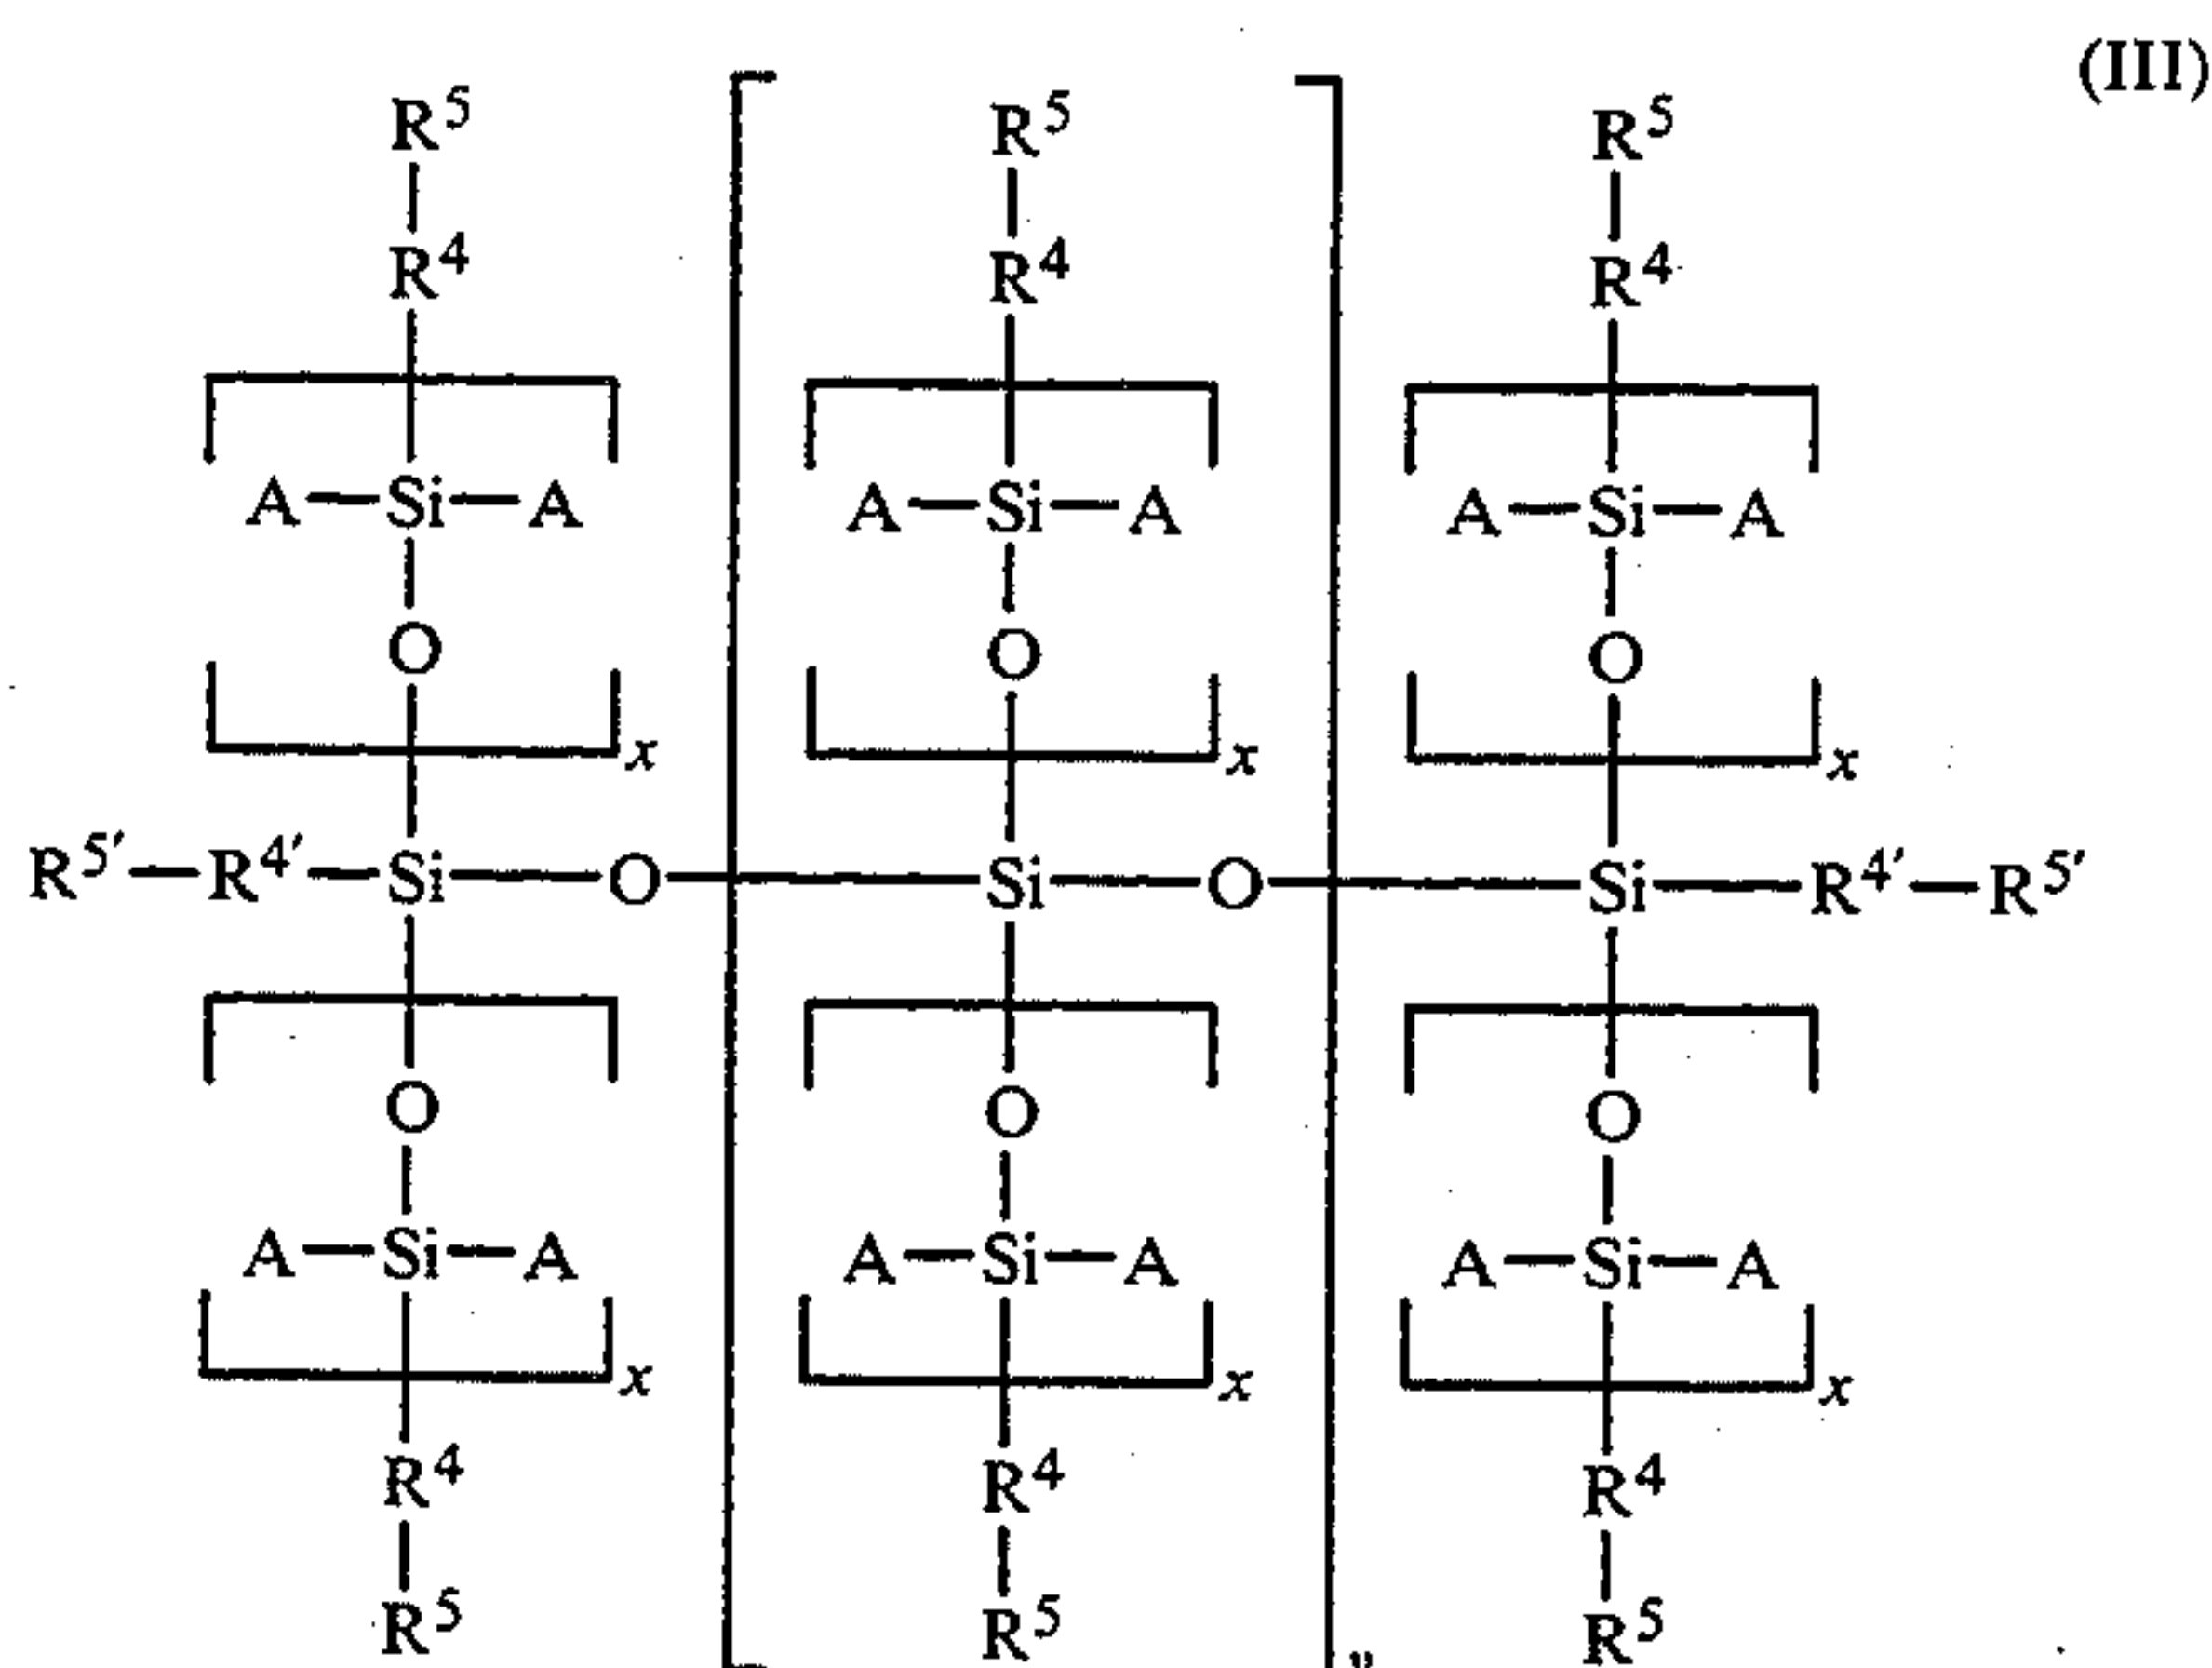 (III)
R⁵ R⁵ R⁵
R⁴ R⁴ R⁴
A—Si—A A—Si—A A—Si—A
O O O
x x x
R⁵′—R⁴′—Si—O—Si—O—Si—R⁴′—R⁵′
O O O
A—Si—A A—Si—A A—Si—A
x x x
R⁴ R⁴ R⁴
R⁵ R⁵ R⁵